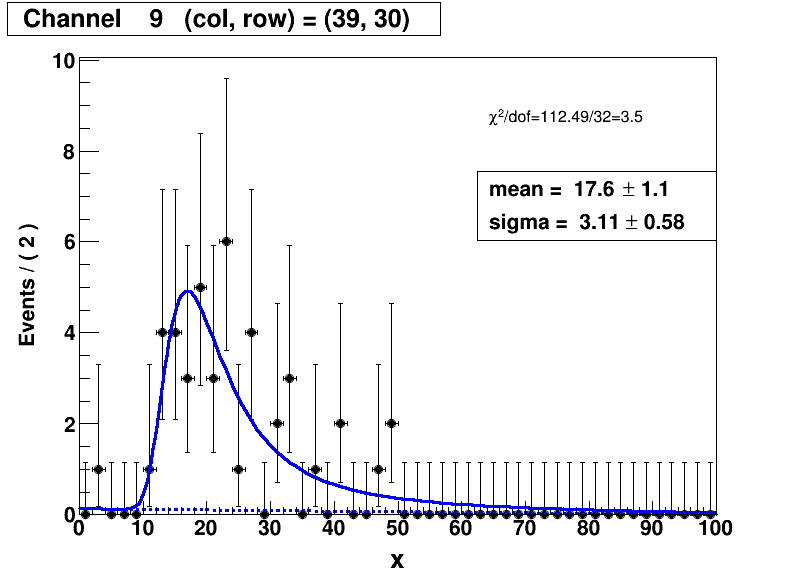 Channel 9 (col, row) = (39, 30)
χ²/dof=112.49/32=3.5
mean = 17.6 ± 1.1
sigma = 3.11 ± 0.58
Events / ( 2 )
10
8
6
4
2
0
0 10 20 30 40 50 60 70 80 90 100
x